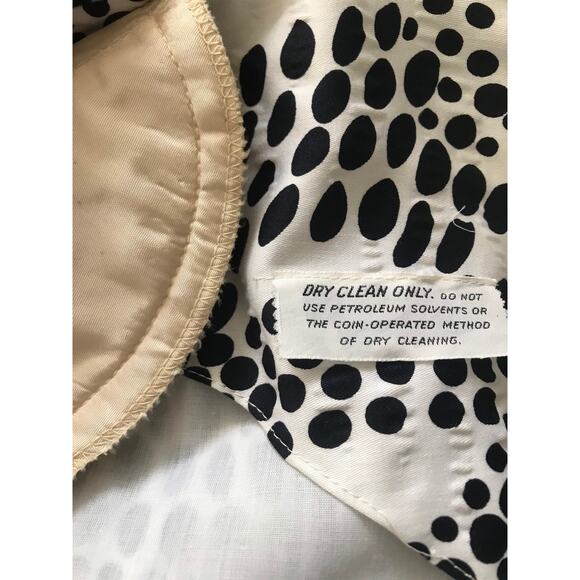 DRY CLEAN ONLY. DO NOT
USE PETROLEUM SOLVENTS OR
THE COIN-OPERATED METHOD
OF DRY CLEANING.